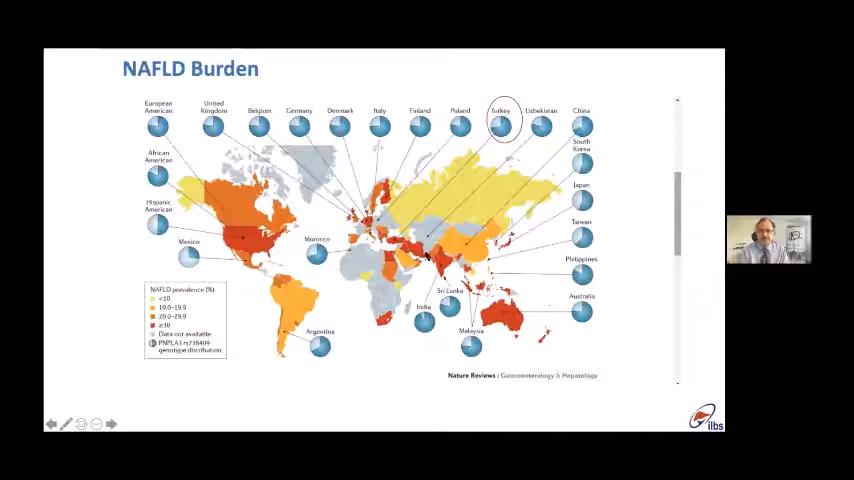 NAFLD Burden
European American
United Kingdom
Belgium
Germany
Denmark
Italy
Finland
Poland
Turkey
Uzbekistan
China
African American
South Korea
Hispanic American
Japan
Mexico
Morocco
Taiwan
Philippines
NAFLD prevalence (%)
<10
10.0–19.9
20.0–29.9
≥30
Data not available
PNPLA3 rs738409
genotype distribution
Argentina
India
Sri Lanka
Malaysia
Australia
Nature Reviews | Gastroenterology & Hepatology
ilbs